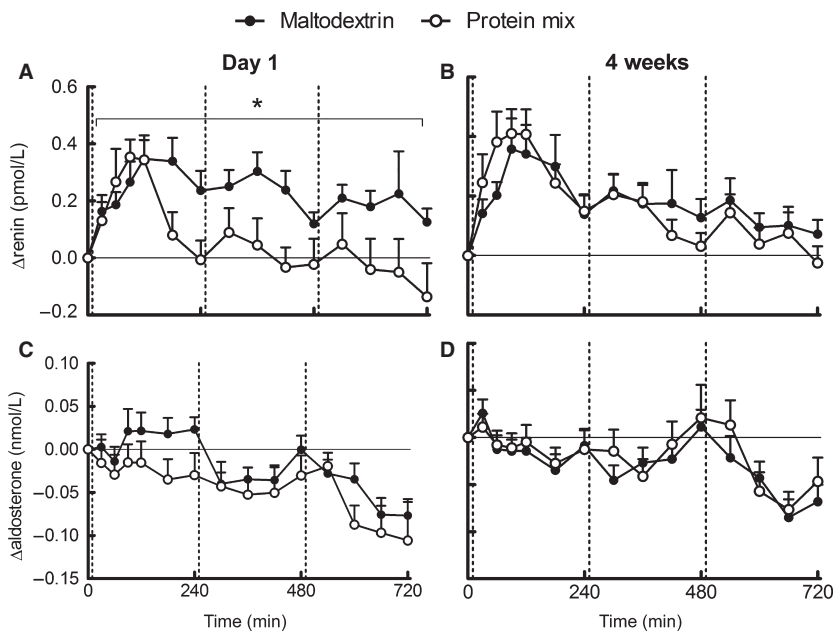 Maltodextrin Protein mix
A Day 1 B 4 weeks
0.6
*
0.4
Δrenin (pmol/L)
0.2
0.0
−0.2
C D
0.10
0.05
0.00
Δaldosterone (nmol/L)
−0.05
−0.10
−0.15
0 240 480 720 0 240 480 720
Time (min) Time (min)